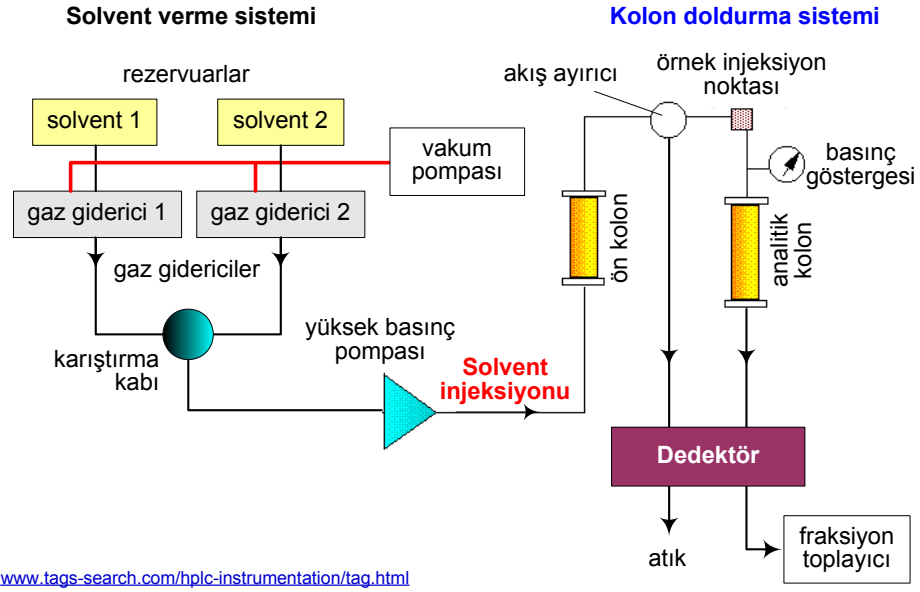 Solvent verme sistemi
Kolon doldurma sistemi
rezervuarlar
solvent 1
solvent 2
vakum
pompası
gaz giderici 1
gaz giderici 2
gaz gidericiler
karıştırma
kabı
yüksek basınç
pompası
Solvent
injeksiyonu
ön kolon
akış ayırıcı
örnek injeksiyon
noktası
basınç
göstergesi
analitik
kolon
Dedektör
atık
fraksiyon
toplayıcı
www.tags-search.com/hplc-instrumentation/tag.html